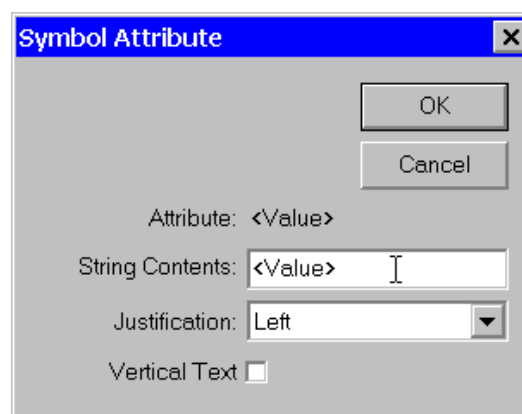 Symbol Attribute
OK
Cancel
Attribute: <Value>
String Contents: <Value>
Justification: Left
Vertical Text